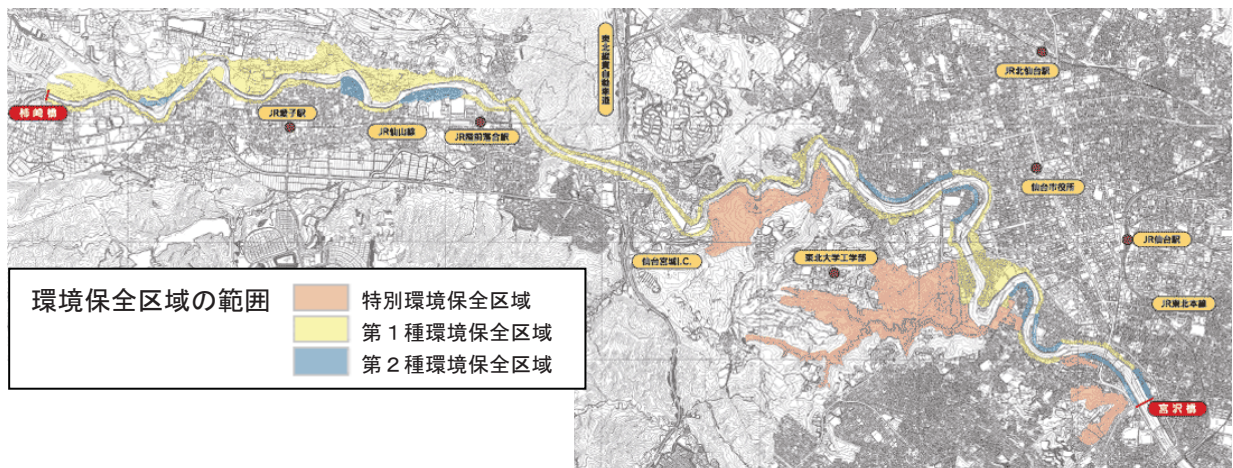 東北縦貫自動車道
JR北仙台駅
柿崎橋
JR愛子駅
JR仙山線
JR陸前落合駅
仙台市役所
JR仙台駅
仙台宮城I.C.
東北大学工学部
JR東北本線
宮沢橋
環境保全区域の範囲
特別環境保全区域
第1種環境保全区域
第2種環境保全区域